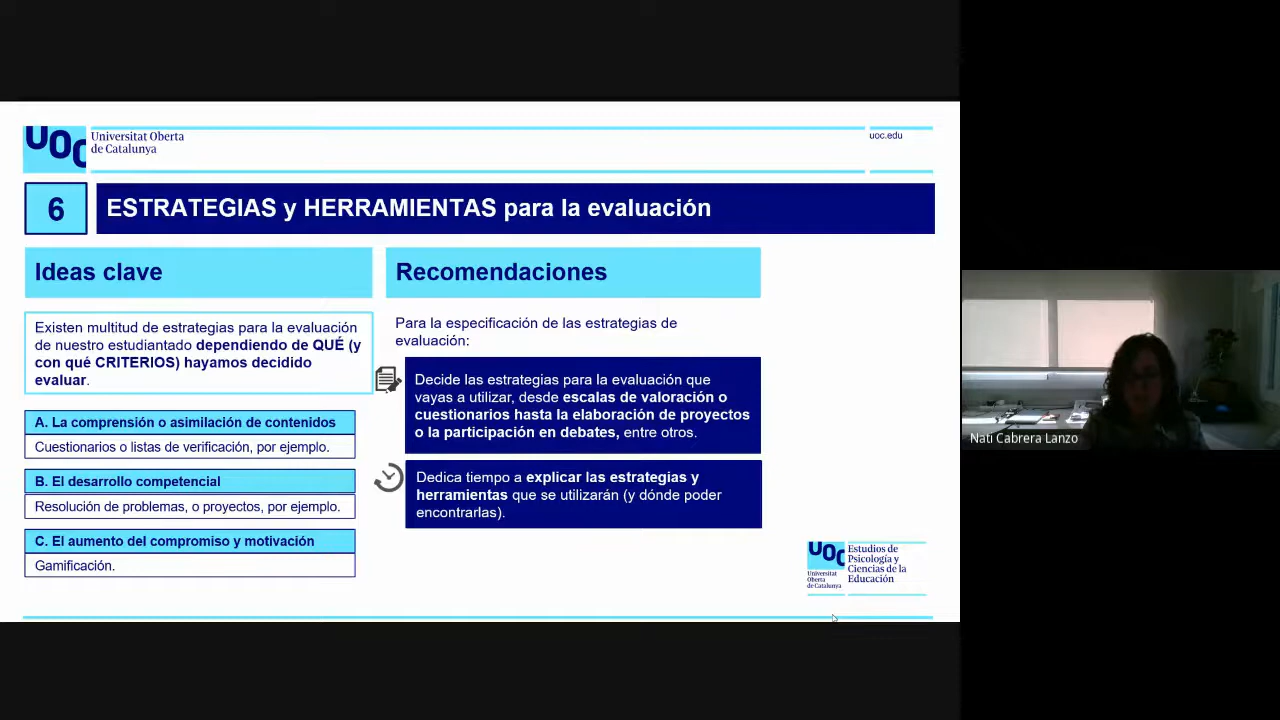 UOC
Universitat Oberta
de Catalunya
uoc.edu
6
ESTRATEGIAS y HERRAMIENTAS para la evaluación
Ideas clave
Existen multitud de estrategias para la evaluación
de nuestro estudiantado dependiendo de QUÉ (y
con qué CRITERIOS) hayamos decidido
evaluar.
A. La comprensión o asimilación de contenidos
Cuestionarios o listas de verificación, por ejemplo.
B. El desarrollo competencial
Resolución de problemas, o proyectos, por ejemplo.
C. El aumento del compromiso y motivación
Gamificación.
Recomendaciones
Para la especificación de las estrategias de
evaluación:
Decide las estrategias para la evaluación que
vayas a utilizar, desde escalas de valoración o
cuestionarios hasta la elaboración de proyectos
o la participación en debates, entre otros.
Dedica tiempo a explicar las estrategias y
herramientas que se utilizarán (y dónde poder
encontrarlas).
UOC
Universitat
Oberta
de Catalunya
Estudios de
Psicología y
Ciencias de la
Educación
Nati Cabrera Lanzo